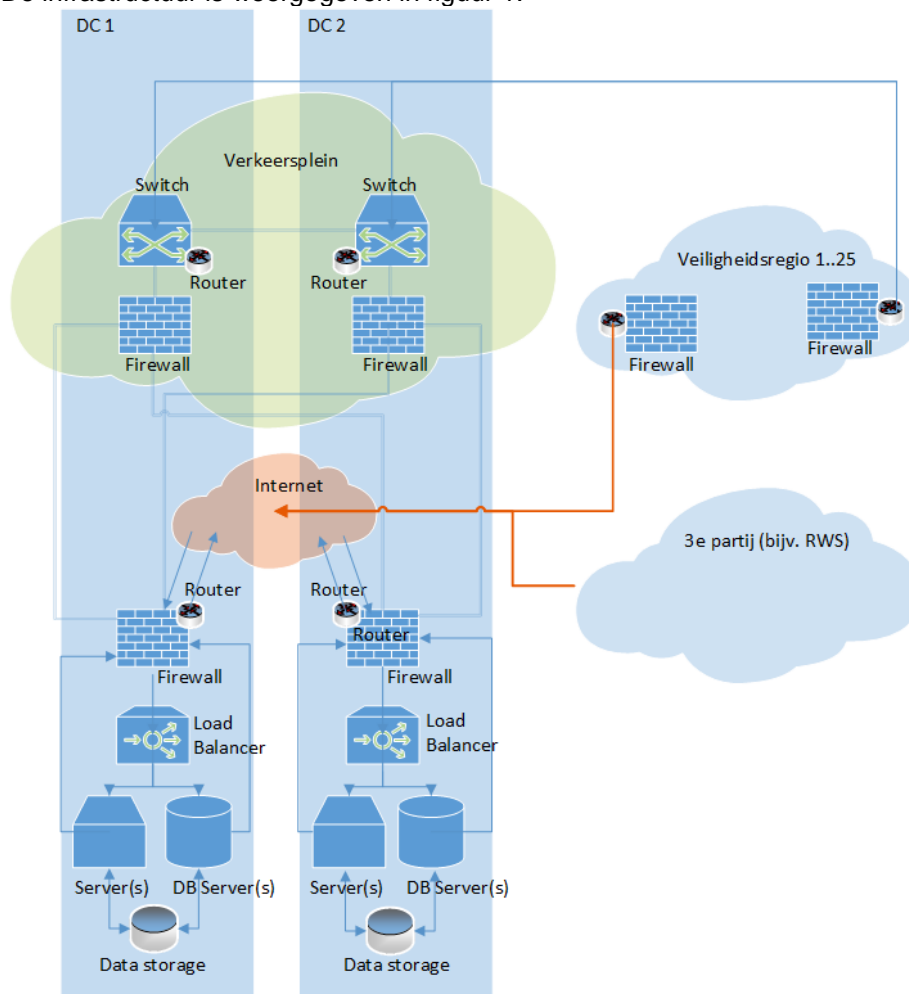 De infrastructuur is weergegeven in figuur 1.
DC 1
DC 2
Verkeersplein
Switch
Switch
Router
Router
Veiligheidsregio 1..25
Firewall
Firewall
Firewall
Firewall
Internet
3e partij (bijv. RWS)
Router
Router
Router
Firewall
Firewall
Load
Balancer
Load
Balancer
Server(s)
DB Server(s)
Server(s)
DB Server(s)
Data storage
Data storage